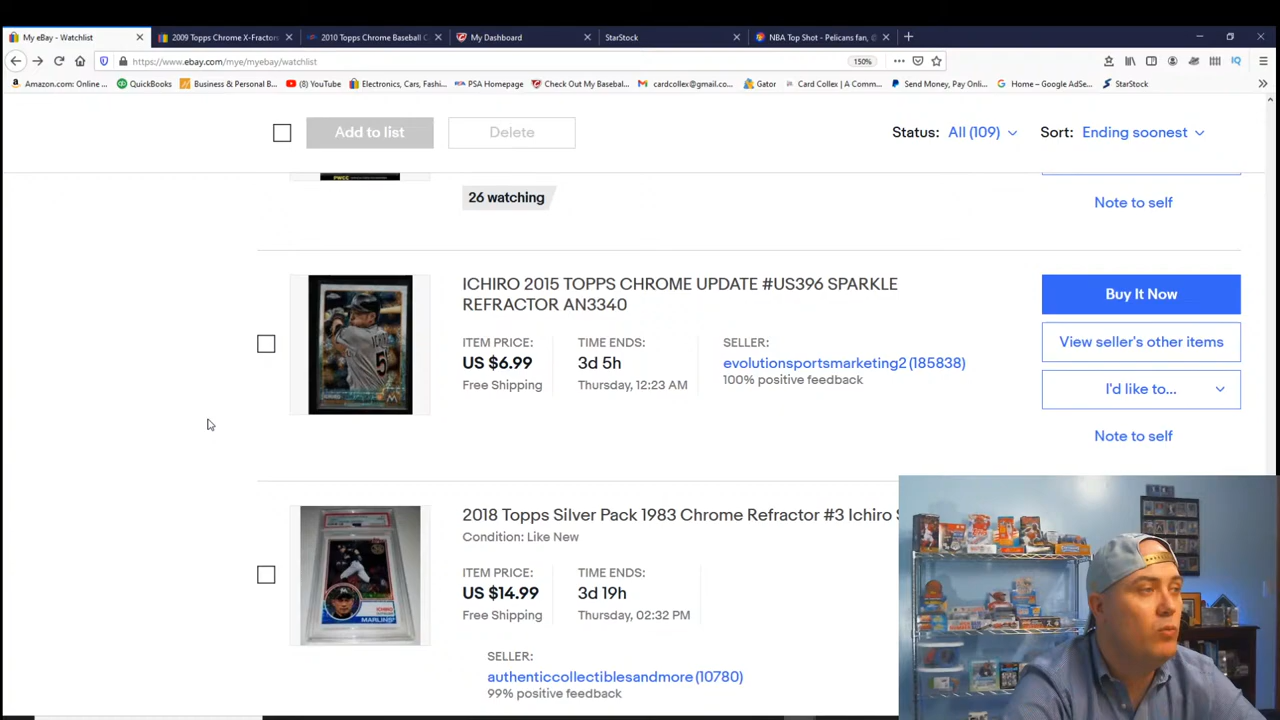 My eBay - Watchlist
2009 Topps Chrome X-Fractor
2010 Topps Chrome Baseball C
My Dashboard
StarStock
NBA Top Shot - Pelicans fan,
https://www.ebay.com/mye/myebay/watchlist
150%
Amazon.com: Online ...
QuickBooks
Business & Personal B...
(8) YouTube
Electronics, Cars, Fashi...
PSA Homepage
Check Out My Basebal...
cardcollex@gmail.co...
Gator
Card Collex | A Comm...
Send Money, Pay Onli...
Home – Google AdSe...
StarStock
Add to list
Delete
Status: All (109)
Sort: Ending soonest
26 watching
Note to self
ICHIRO 2015 TOPPS CHROME UPDATE #US396 SPARKLE
REFRACTOR AN3340
ITEM PRICE:
US $6.99
Free Shipping
TIME ENDS:
3d 5h
Thursday, 12:23 AM
SELLER:
evolutionsportsmarketing2 (185838)
100% positive feedback
Buy It Now
View seller's other items
I'd like to...
Note to self
2018 Topps Silver Pack 1983 Chrome Refractor #3 Ichiro
Condition: Like New
ITEM PRICE:
US $14.99
Free Shipping
TIME ENDS:
3d 19h
Thursday, 02:32 PM
SELLER:
authenticcollectiblesandmore (10780)
99% positive feedback
ICHIRO
MARLINS